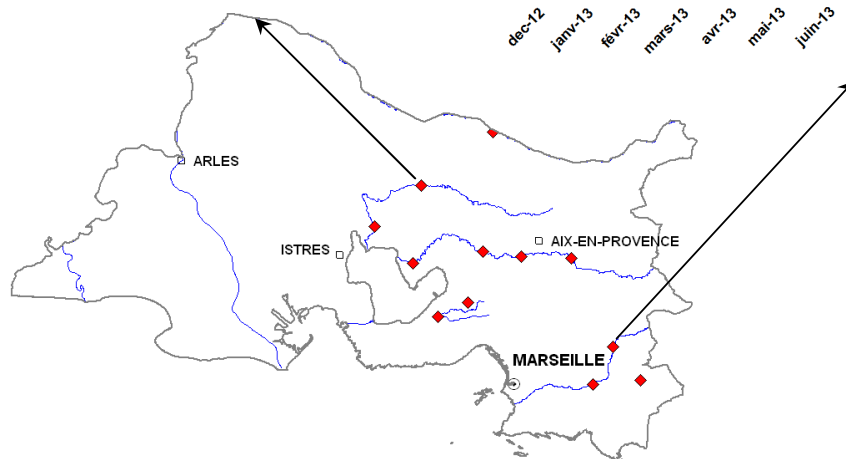 dec-12 janv-13 févr-13 mars-13 avr-13 mai-13 juin-13
ARLES
AIX-EN-PROVENCE
ISTRES
MARSEILLE